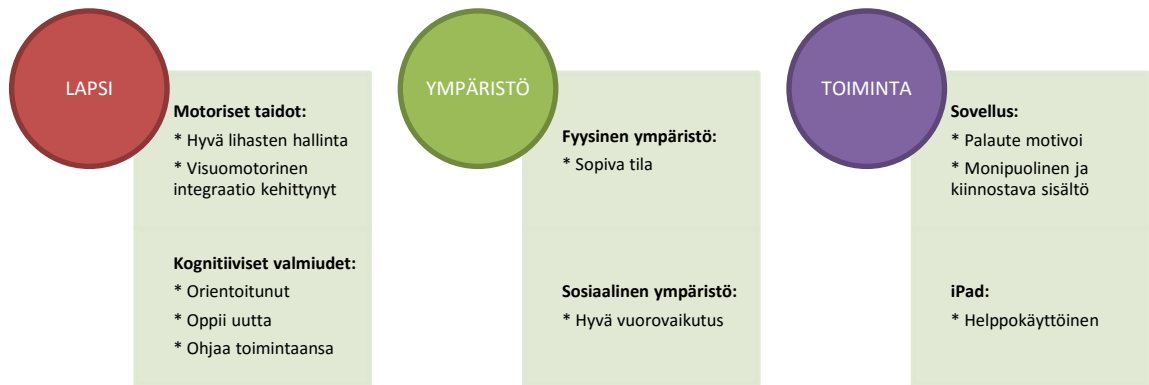 LAPSI
Motoriset taidot:
* Hyvä lihasten hallinta
* Visuomotorinen
integraatio kehittynyt
Kognitiiviset valmiudet:
* Orientoitunut
* Oppii uutta
* Ohjaa toimintaansa
YMPÄRISTÖ
Fyysinen ympäristö:
* Sopiva tila
Sosiaalinen ympäristö:
* Hyvä vuorovaikutus
TOIMINTA
Sovellus:
* Palaute motivoi
* Monipuolinen ja
kiinnostava sisältö
iPad:
* Helppokäyttöinen